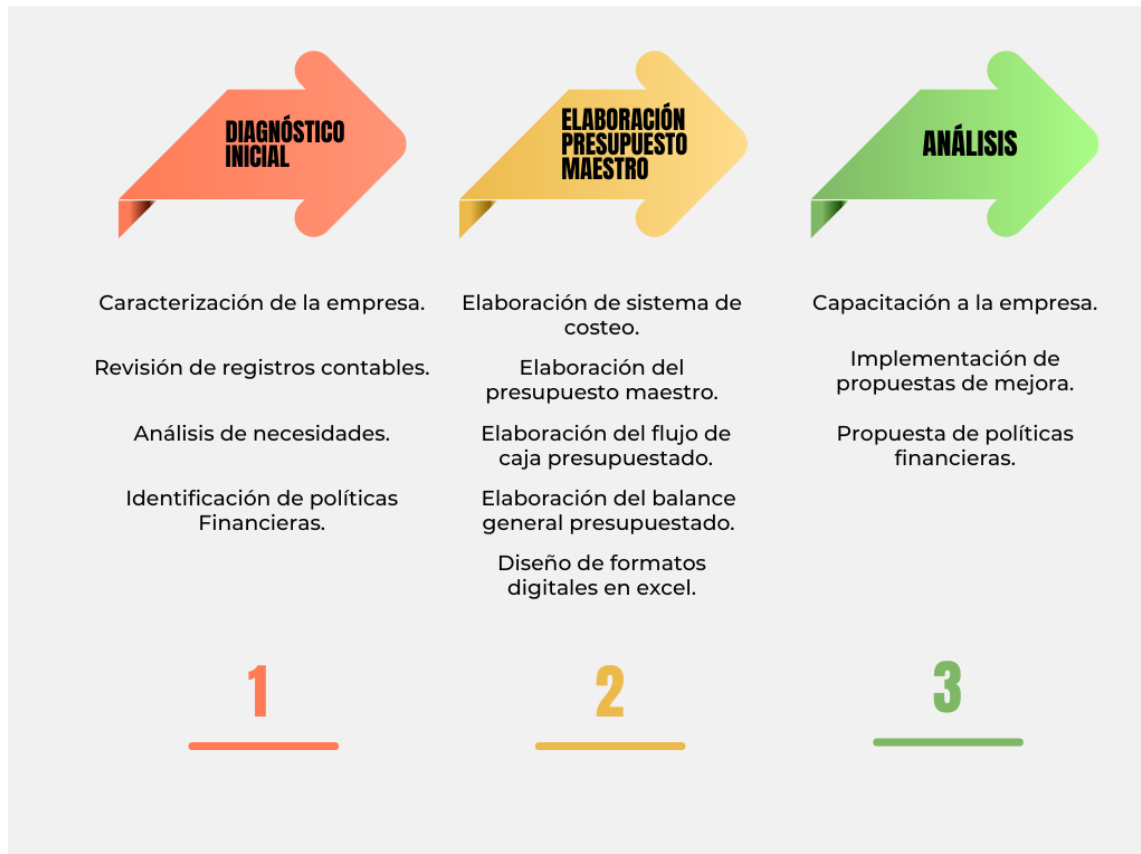 DIAGNÓSTICO
INICIAL
Caracterización de la empresa.
Revisión de registros contables.
Análisis de necesidades.
Identificación de políticas
Financieras.
1
ELABORACIÓN
PRESUPUESTO
MAESTRO
Elaboración de sistema de
costeo.
Elaboración del
presupuesto maestro.
Elaboración del flujo de
caja presupuestado.
Elaboración del balance
general presupuestado.
Diseño de formatos
digitales en excel.
2
ANÁLISIS
Capacitación a la empresa.
Implementación de
propuestas de mejora.
Propuesta de políticas
financieras.
3